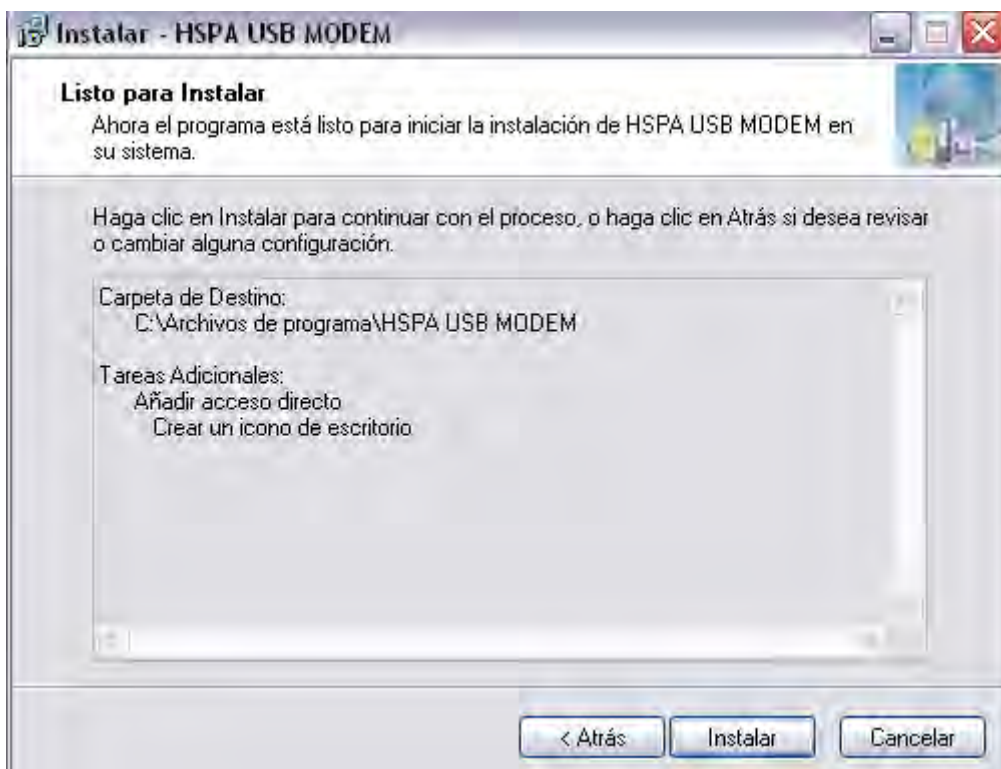 Instalar - HSPA USB MODEM
Listo para Instalar
Ahora el programa está listo para iniciar la instalación de HSPA USB MODEM en
su sistema.
Haga clic en Instalar para continuar con el proceso, o haga clic en Atrás si desea revisar
o cambiar alguna configuración.
Carpeta de Destino:
C:\Archivos de programa\HSPA USB MODEM
Tareas Adicionales:
Añadir acceso directo
Crear un icono de escritorio
< Atrás
Instalar
Cancelar